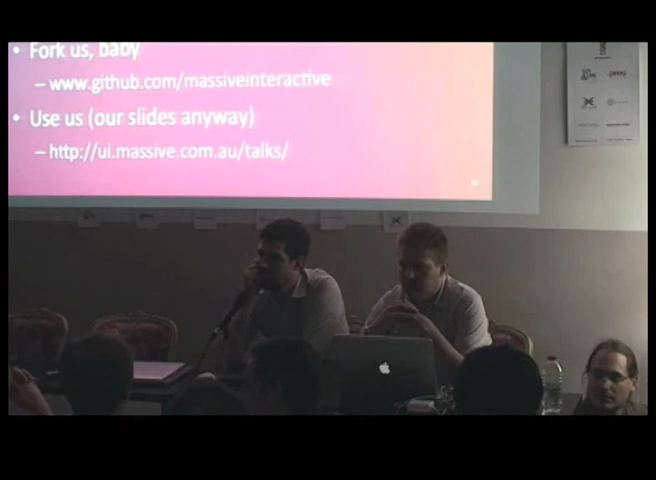 • Fork us, baby
– www.github.com/massiveinteractive
• Use us (our slides anyway)
– http://ui.massive.com.au/talks/